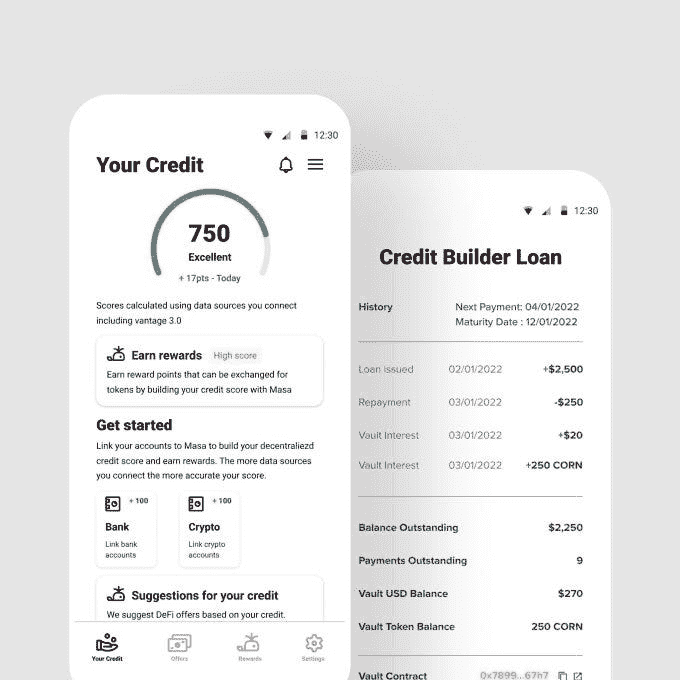 12:30
Your Credit
750
Excellent
+ 17pts - Today
Scores calculated using data sources you connect
including vantage 3.0
Earn rewards High score
Earn reward points that can be exchanged for
tokens by building your credit score with Masa
Get started
Link your accounts to Masa to build your decentraliezd
credit score and earn rewards. The more data sources
you connect the more accurate your score.
+ 100
Bank
Link bank
accounts
+ 100
Crypto
Link crypto
accounts
Suggestions for your credit
We suggest DeFi offers based on your credit.
Your Credit Offers Rewards Settings
12:30
Credit Builder Loan
History Next Payment: 04/01/2022
Maturity Date : 12/01/2022
Loan issued 02/01/2022 +$2,500
Repayment 03/01/2022 -$250
Vault Interest 03/01/2022 +$20
Vault Interest 03/01/2022 +250 CORN
Balance Outstanding $2,250
Payments Outstanding 9
Vault USD Balance $270
Vault Token Balance 250 CORN
Vault Contract 0x7899...67h7